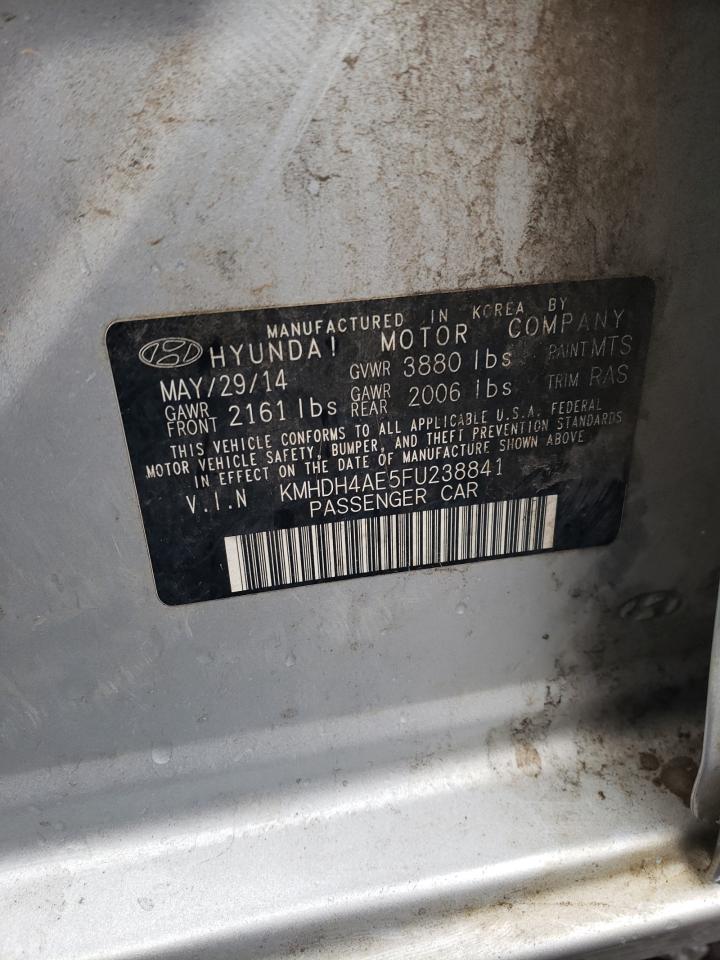 MANUFACTURED IN KOREA BY
HYUNDAI MOTOR COMPANY
MAY/29/14 GVWR 3880 lbs PAINT MTS
GAWR FRONT 2161 lbs GAWR REAR 2006 lbs TRIM RAS
THIS VEHICLE CONFORMS TO ALL APPLICABLE U.S.A. FEDERAL
MOTOR VEHICLE SAFETY, BUMPER, AND THEFT PREVENTION STANDARDS
IN EFFECT ON THE DATE OF MANUFACTURE SHOWN ABOVE
V.I.N KMHDH4AE5FU238841
PASSENGER CAR